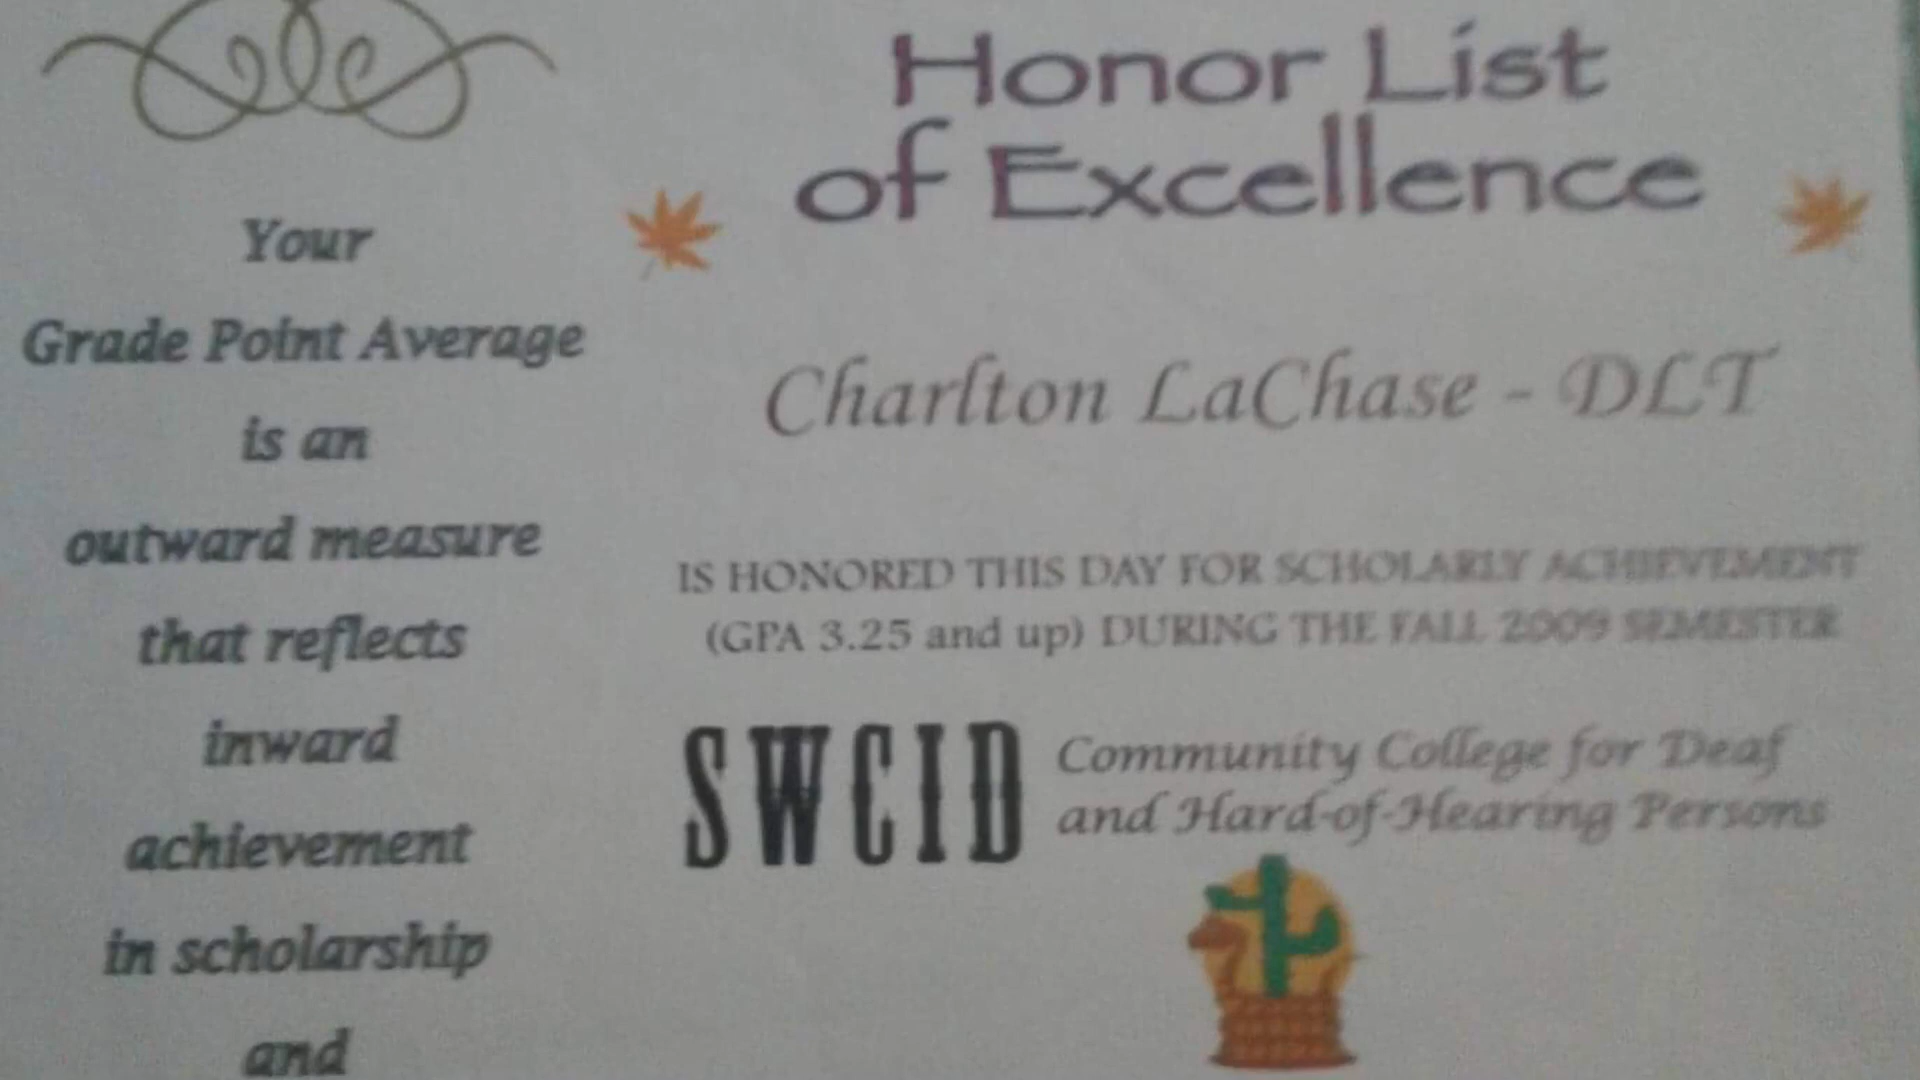 Your
Grade Point Average
is an
outward measure
that reflects
inward
achievement
in scholarship
and
Honor List
of Excellence
Charlton LaChase - DLT
IS HONORED THIS DAY FOR SCHOLARLY ACHIEVEMENT
(GPA 3.25 and up) DURING THE FALL 2009 SEMESTER
SWCID
Community College for Deaf
and Hard-of-Hearing Persons